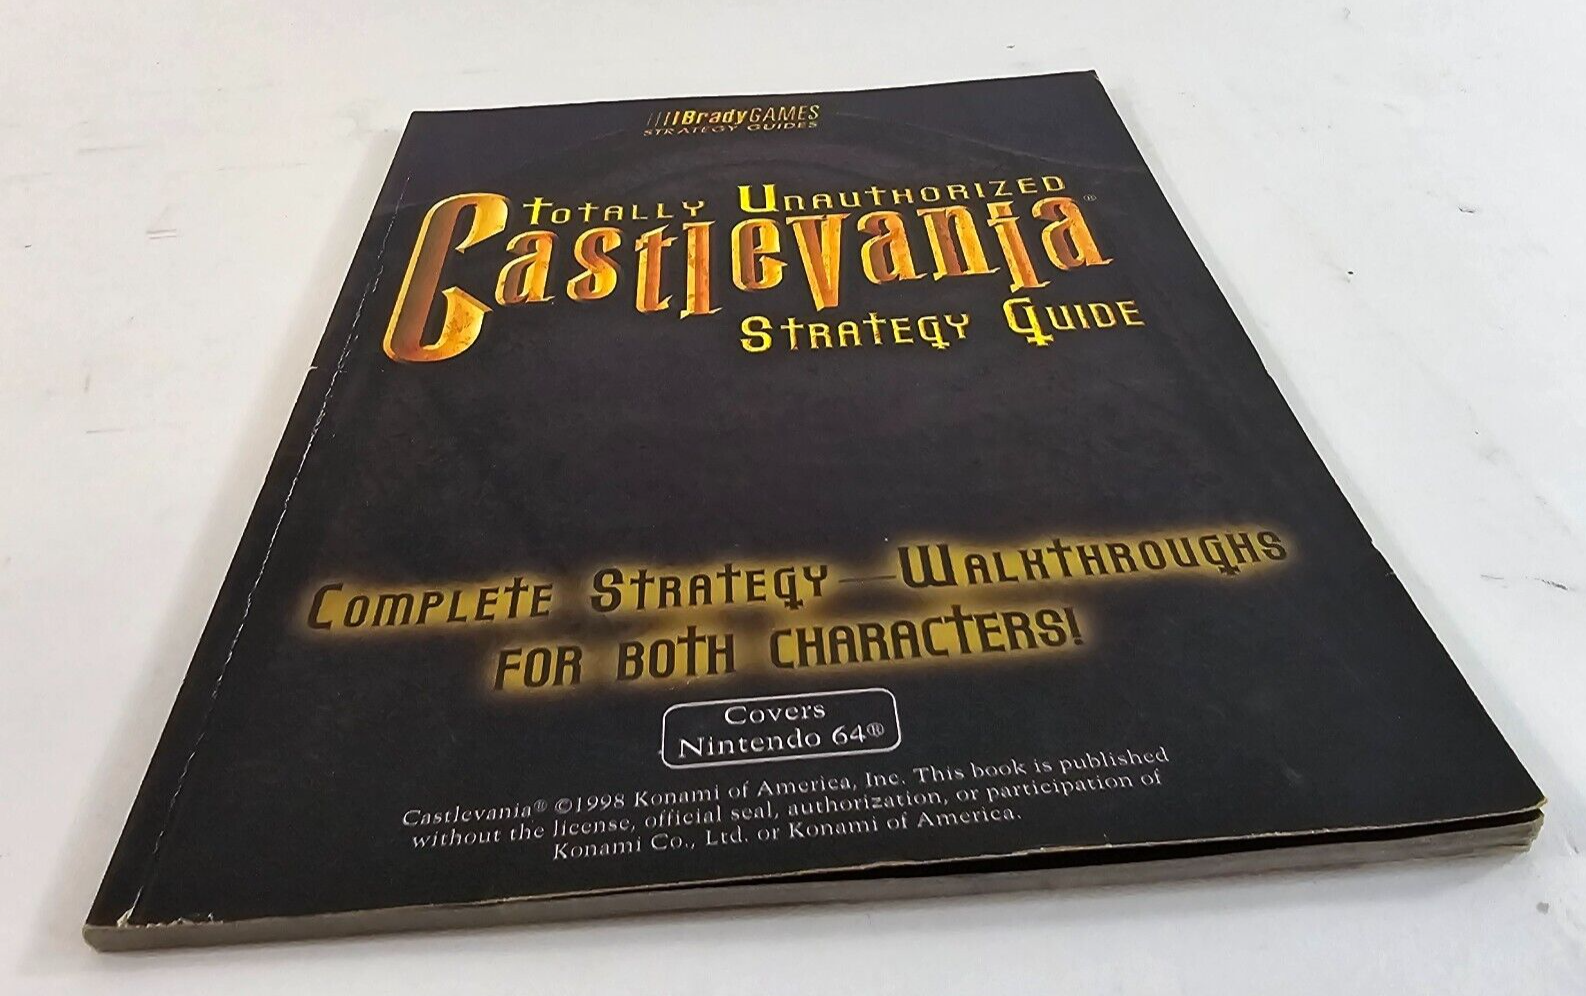 BradyGAMES
STRATEGY GUIDES
Totally Unauthorized
Castlevania®
Strategy Guide
Complete Strategy—Walkthroughs
for both characters!
Covers
Nintendo 64®
Castlevania® ©1998 Konami of America, Inc. This book is published
without the license, official seal, authorization, or participation of
Konami Co., Ltd. or Konami of America.